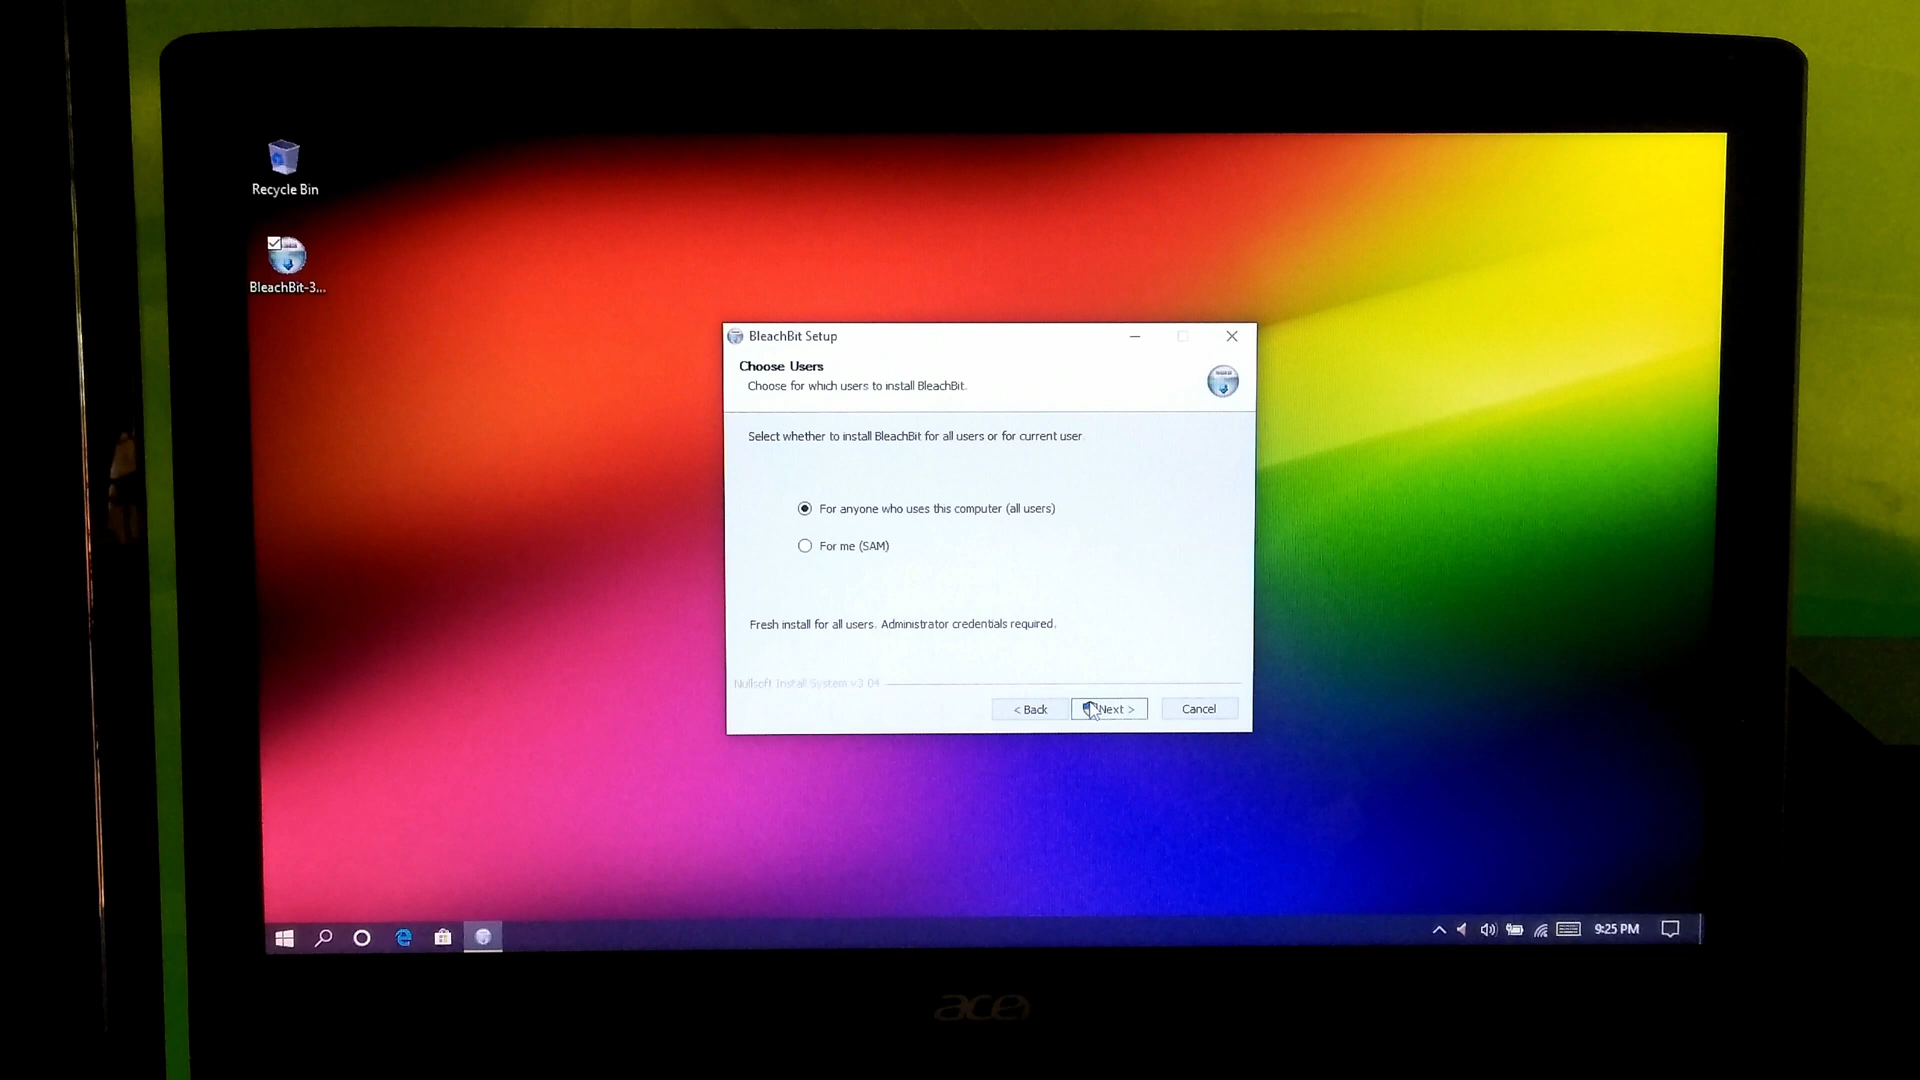 Recycle Bin
BleachBit-3...
BleachBit Setup
Choose Users
Choose for which users to install BleachBit.
Select whether to install BleachBit for all users or for current user.
For anyone who uses this computer (all users)
For me (SAM)
Fresh install for all users. Administrator credentials required.
Nullsoft Install System v3.04
< Back
Next >
Cancel
9:25 PM
acer